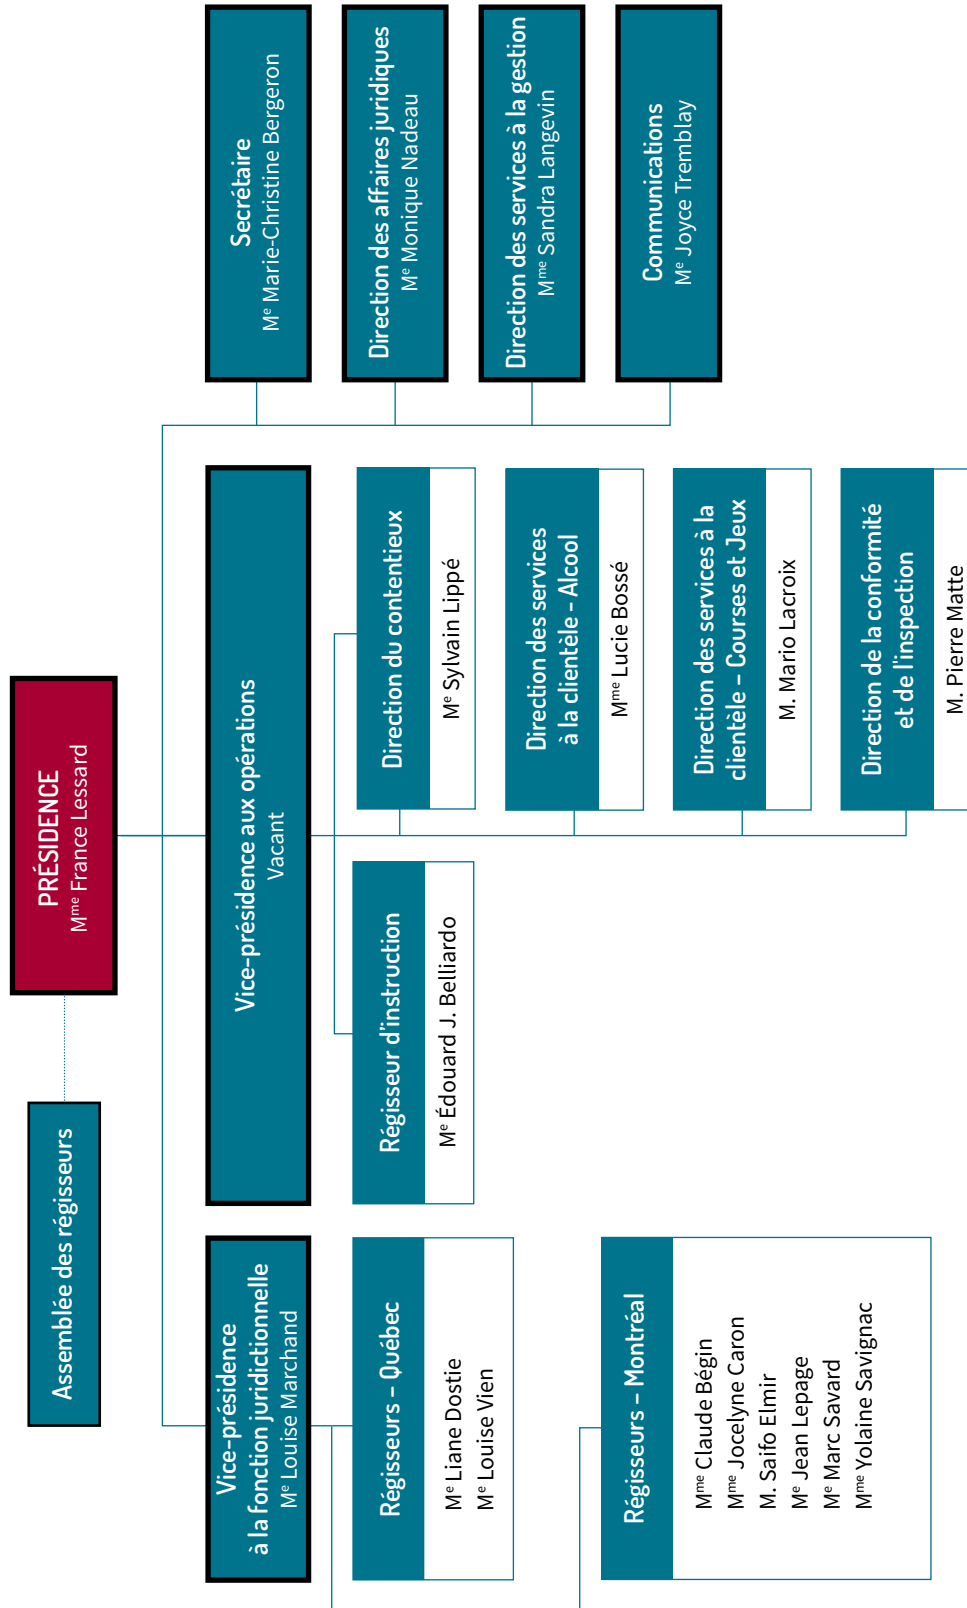 PRÉSIDENCE
Mme France Lessard
Assemblée des régisseurs
Vice-présidence
à la fonction juridictionnelle
Me Louise Marchand
Vice-présidence aux opérations
Vacant
Secrétaire
Me Marie-Christine Bergeron
Direction des affaires juridiques
Me Monique Nadeau
Direction des services à la gestion
Mme Sandra Langevin
Communications
Me Joyce Tremblay
Régisseurs – Québec
Me Liane Dostie
Me Louise Vien
Régisseurs – Montréal
Mme Claude Bégin
Mme Jocelyne Caron
M. Saifo Elmir
Me Jean Lepage
Me Marc Savard
Mme Yolaine Savignac
Régisseur d'instruction
Me Édouard J. Belliardo
Direction du contentieux
Me Sylvain Lippé
Direction des services
à la clientèle – Alcool
Mme Lucie Bossé
Direction des services à la
clientèle – Courses et Jeux
M. Mario Lacroix
Direction de la conformité
et de l'inspection
M. Pierre Matte